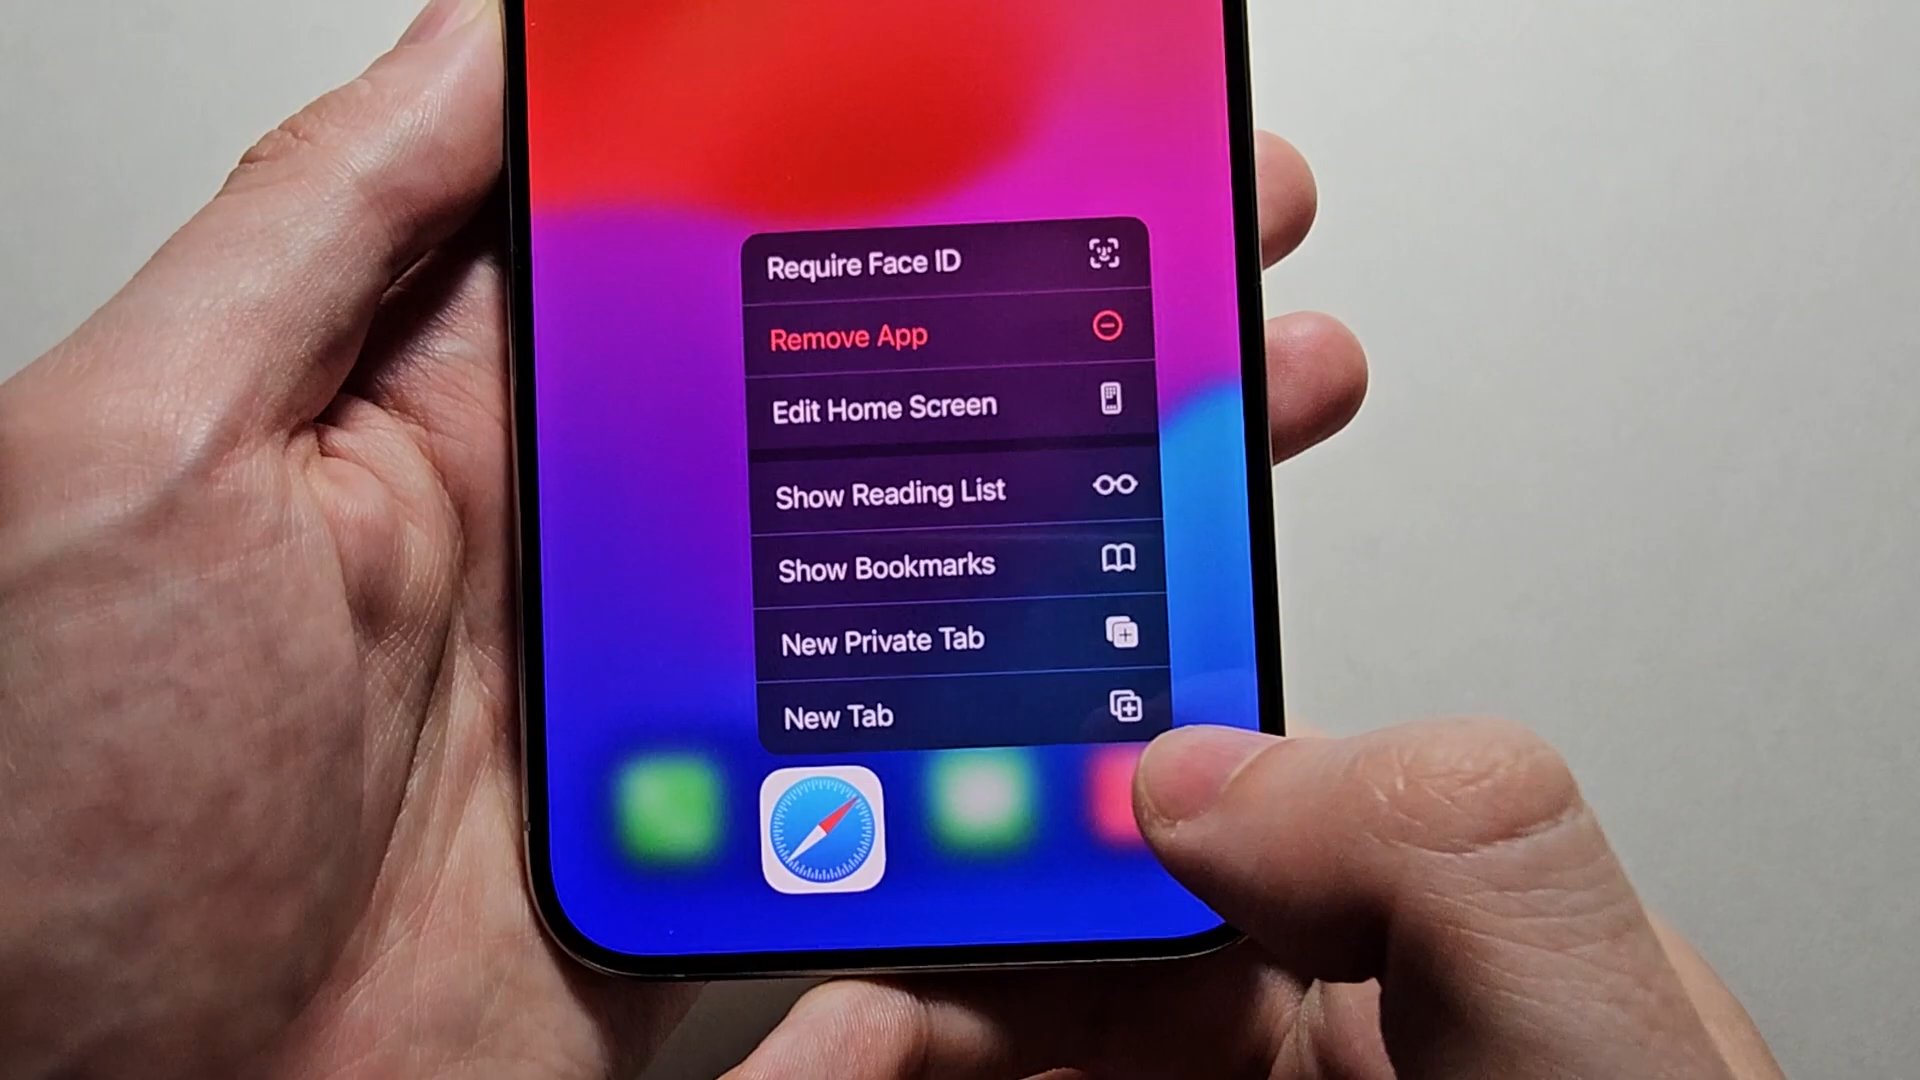 Require Face ID
Remove App
Edit Home Screen
Show Reading List
Show Bookmarks
New Private Tab
New Tab